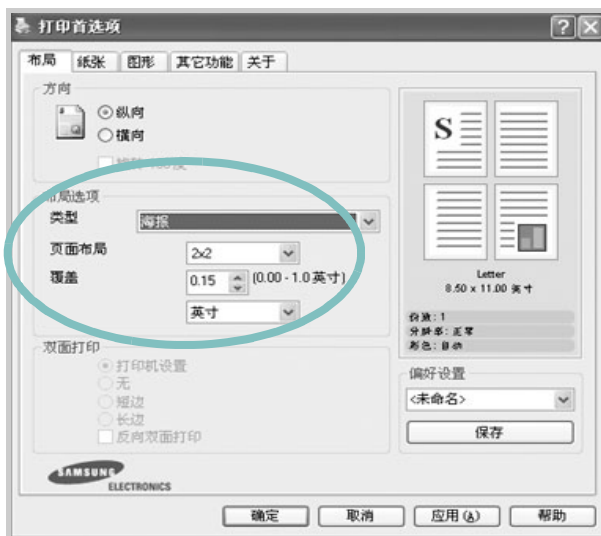 打印首选项
布局 纸张 图形 其它功能 关于
方向
纵向
横向
旋转 180 度
布局选项
类型 海报
页面布局 2x2
覆盖 0.15 (0.00 - 1.0 英寸)
英寸
双面打印
打印机设置
无
短边
长边
反向双面打印
SAMSUNG
ELECTRONICS
S
Letter
8.50 x 11.00 英寸
份数: 1
分辨率: 正常
彩色: 自动
偏好设置
<未命名>
保存
确定 取消 应用(A) 帮助